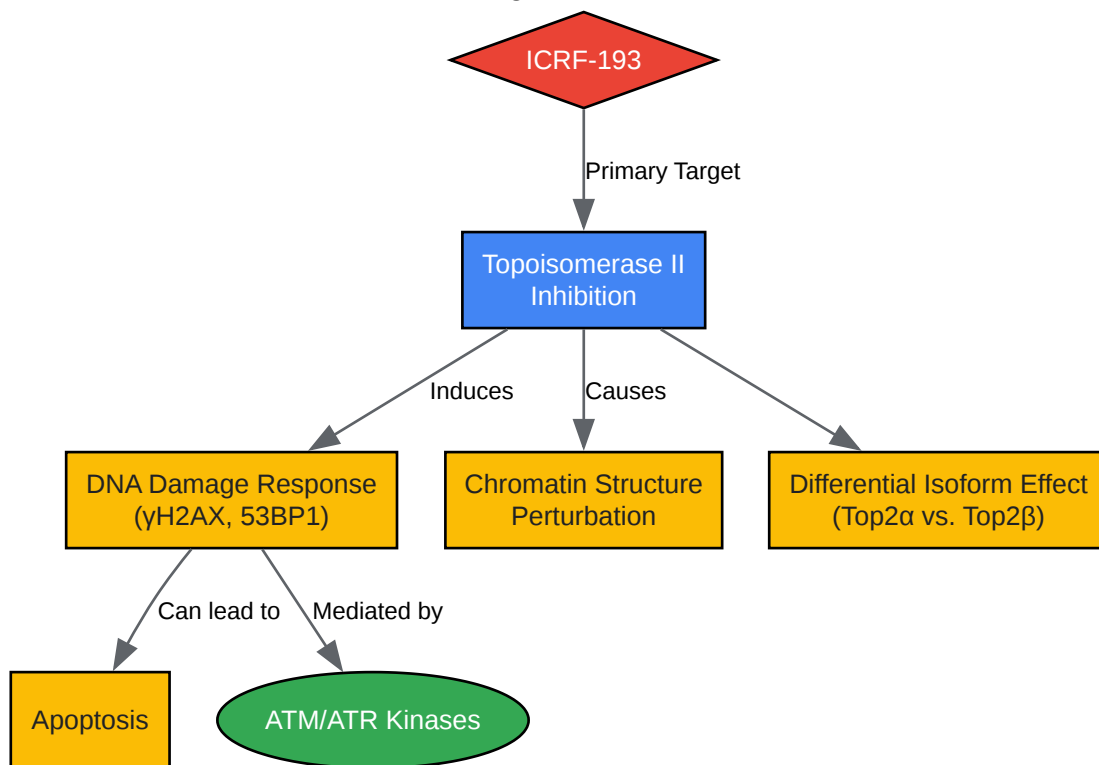 ICRF-193
Primary Target
Topoisomerase II
Inhibition
Induces
Causes
DNA Damage Response
(γH2AX, 53BP1)
Chromatin Structure
Perturbation
Differential Isoform Effect
(Top2α vs. Top2β)
Can lead to
Mediated by
Apoptosis
ATM/ATR Kinases